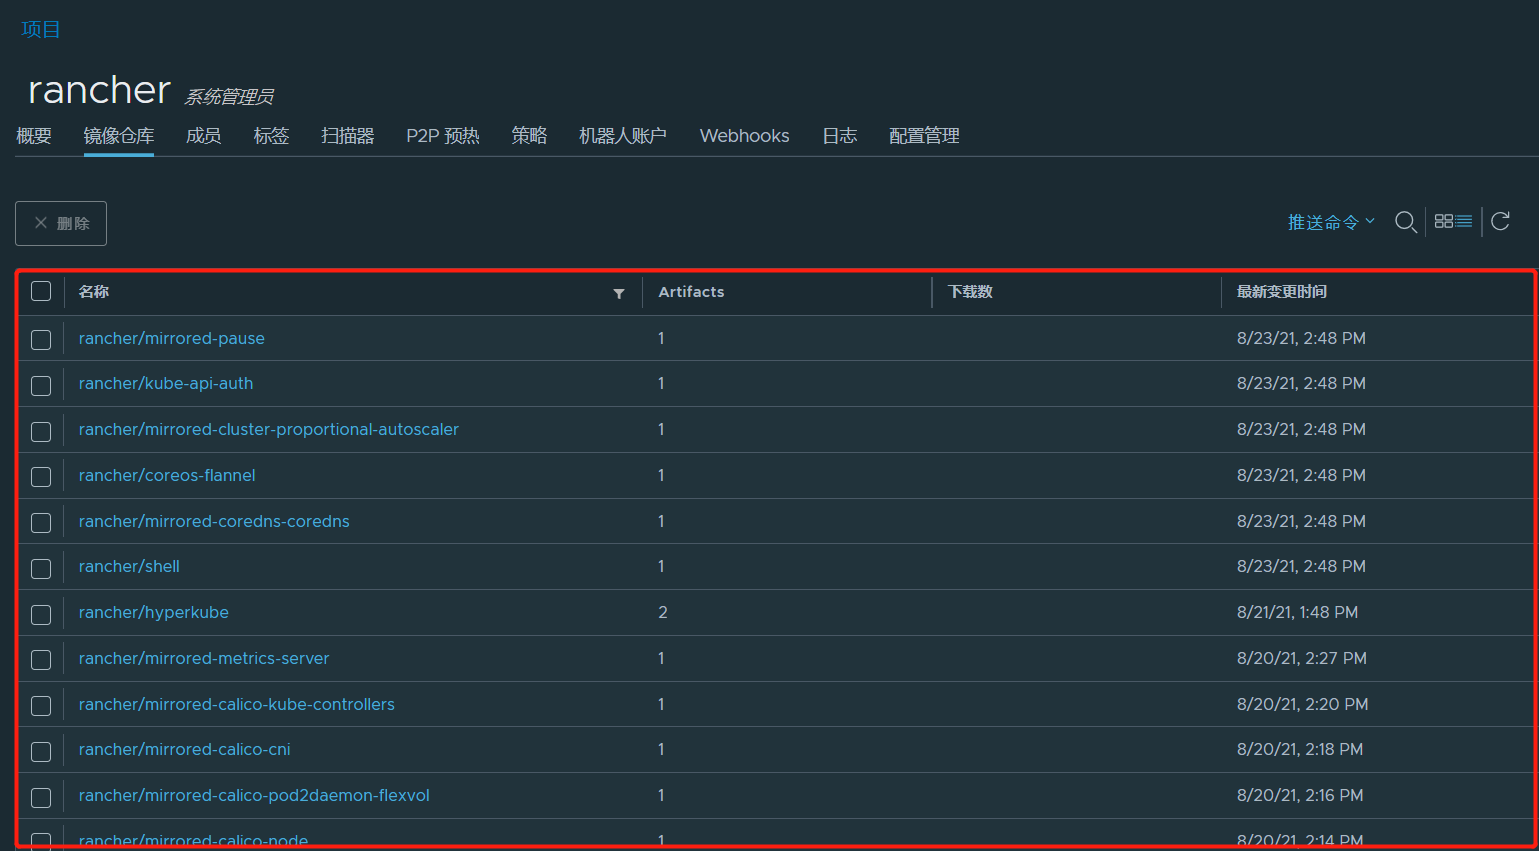 项目
rancher 系统管理员
概要 镜像仓库 成员 标签 扫描器 P2P 预热 策略 机器人账户 Webhooks 日志 配置管理
删除 推送命令
名称 Artifacts 下载数 最新变更时间
rancher/mirrored-pause 1 8/23/21, 2:48 PM
rancher/kube-api-auth 1 8/23/21, 2:48 PM
rancher/mirrored-cluster-proportional-autoscaler 1 8/23/21, 2:48 PM
rancher/coreos-flannel 1 8/23/21, 2:48 PM
rancher/mirrored-coredns-coredns 1 8/23/21, 2:48 PM
rancher/shell 1 8/23/21, 2:48 PM
rancher/hyperkube 2 8/21/21, 1:48 PM
rancher/mirrored-metrics-server 1 8/20/21, 2:27 PM
rancher/mirrored-calico-kube-controllers 1 8/20/21, 2:20 PM
rancher/mirrored-calico-cni 1 8/20/21, 2:18 PM
rancher/mirrored-calico-pod2daemon-flexvol 1 8/20/21, 2:16 PM
rancher/mirrored-calico-node 1 8/20/21, 2:14 PM